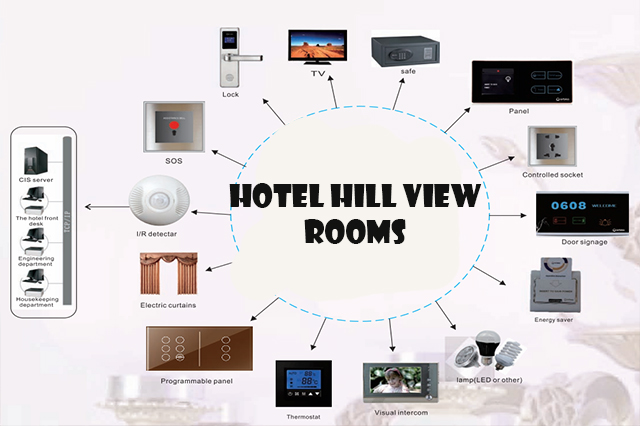 Lock
TV
safe
Panel
SOS
Controlled socket
CIS server
The hotel front
desk
Engineering
department
Housekeeping
department
TCP/IP
I/R detectar
HOTEL HILL VIEW
ROOMS
0608 WELCOME
Door signage
Electric curtains
Energy saver
Programmable panel
Thermostat
Visual intercom
lamp(LED or other)